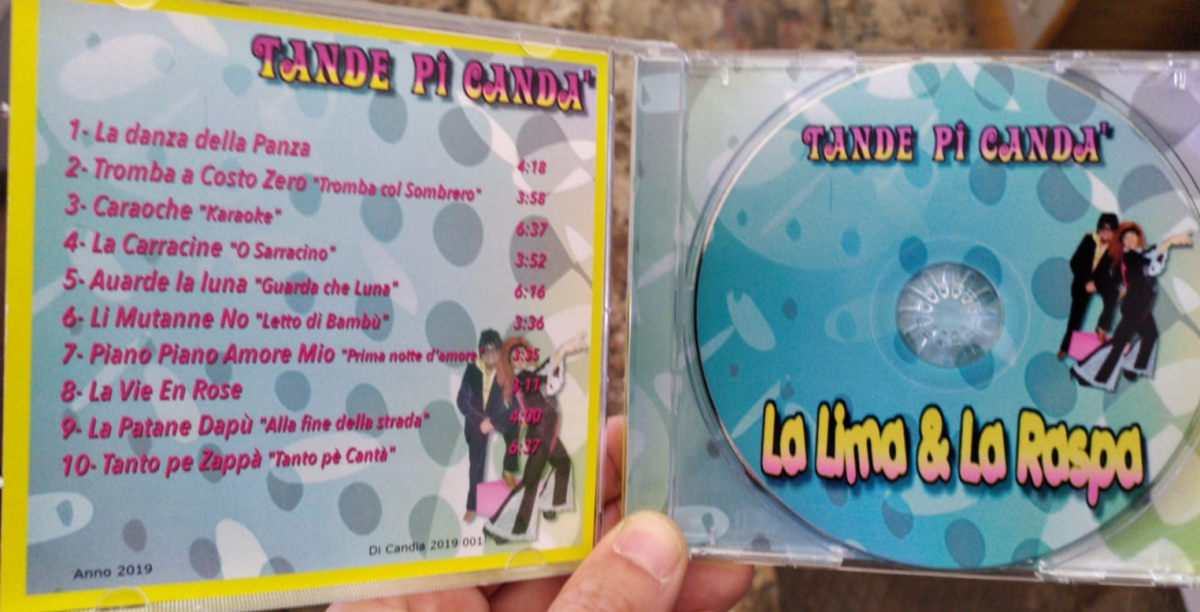 TANDE PÎ CANDA'
1- La danza della Panza 4:18
2- Tromba a Costo Zero "Tromba col Sombrero" 3:58
3- Caraoche "Karaoke" 6:37
4- La Carracine "O Sarracino" 3:52
5- Auarde la luna "Guarda che Luna" 6:16
6- Li Mutanne No "Letto di Bambù" 3:36
7- Piano Piano Amore Mio "Prima notte d'amore" 3:35
8- La Vie En Rose 3:11
9- La Patane Dapù "Alla fine della strada" 4:00
10- Tanto pe Zappà "Tanto pè Cantà" 6:37
Di Candia 2019 001
Anno 2019
TANDE PÎ CANDA'
La Lima & La Raspa